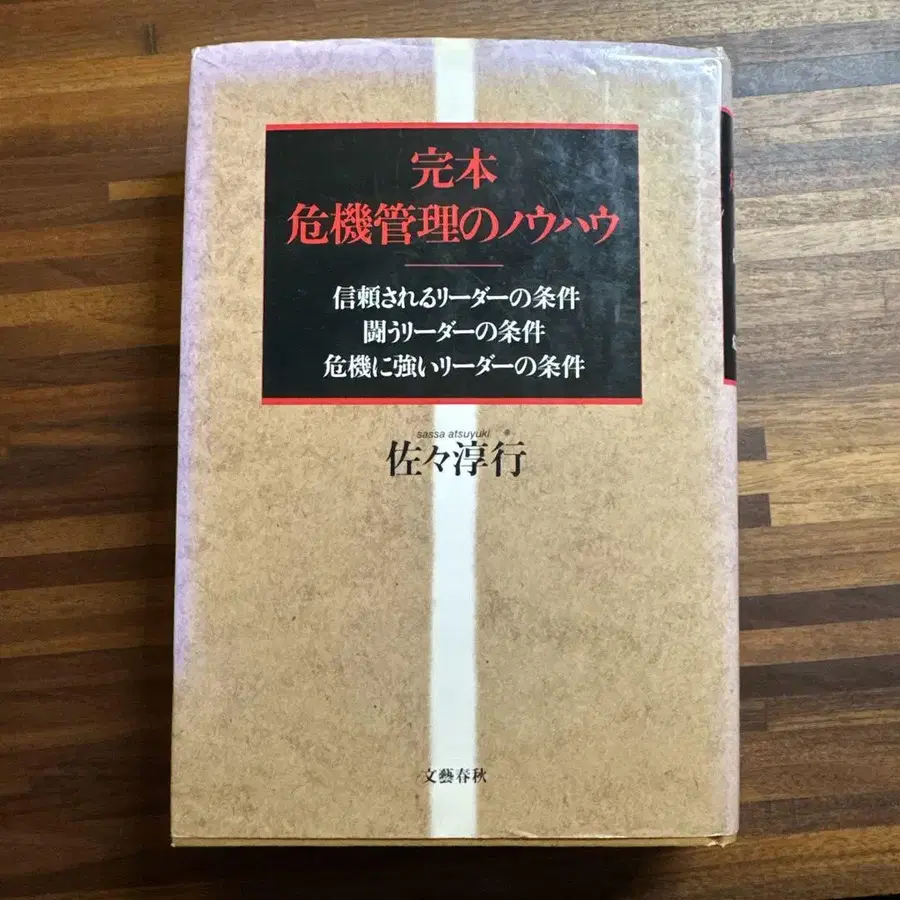 完本
危機管理のノウハウ
信頼されるリーダーの条件
闘うリーダーの条件
危機に強いリーダーの条件
sassa atsuyuki
佐々淳行
文藝春秋